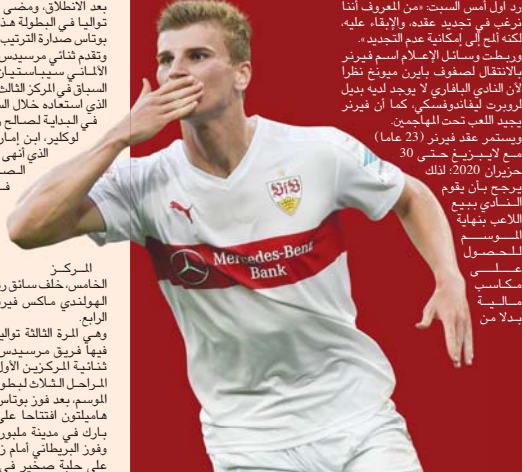 رد أول أمس السبت: «من المعروف أننا
نرغب في تجديد عقده، والإبقاء عليه،
لكنه ألمح إلى إمكانية عدم التجديد».
وربطت وسائل الإعلام اسم فيرنر
بالانتقال لصفوف بايرن ميونخ نظرا
لأن النادي البافاري لا يوجد لديه بديل
لروبرت ليفاندوفسكي، كما أن فيرنر
يجيد اللعب تحت المهاجمين.
ويستمر عقد فيرنر (23 عاما)
مع لايبزيغ حتى 30
حزيران 2020؛ لذلك
يرجح بأن يقوم
النادي ببيع
اللاعب بنهاية
الموسم
للحصول
على
مكاسب
مالية
بدلا من
VfB
Mercedes-Benz
Bank
بعد الانطلاق، ومضى
تواليا في البطولة هذ
بوتاس صدارة الترتيب
وتقدم ثنائي مرسيدس
الألماني سيباستيان
السباق في المركز الثالث
الذي استعاده خلال الس
في البداية لصالح ز
لوكلير، ابن إمار
الذي أنهى
المركز
الخامس، خلف سائق ر
الهولندي ماكس فير
الرابع.
وهي المرة الثالثة توالي
فيها فريق مرسيدس
ثنائية المركزين الأول
المراحل الثلاث لبطو
الموسم، بعد فوز بوتاس
هاميلتون افتتاحا على
بارك في مدينة ملبور
وفوز البريطاني أمام ز
على حلبة صخير في